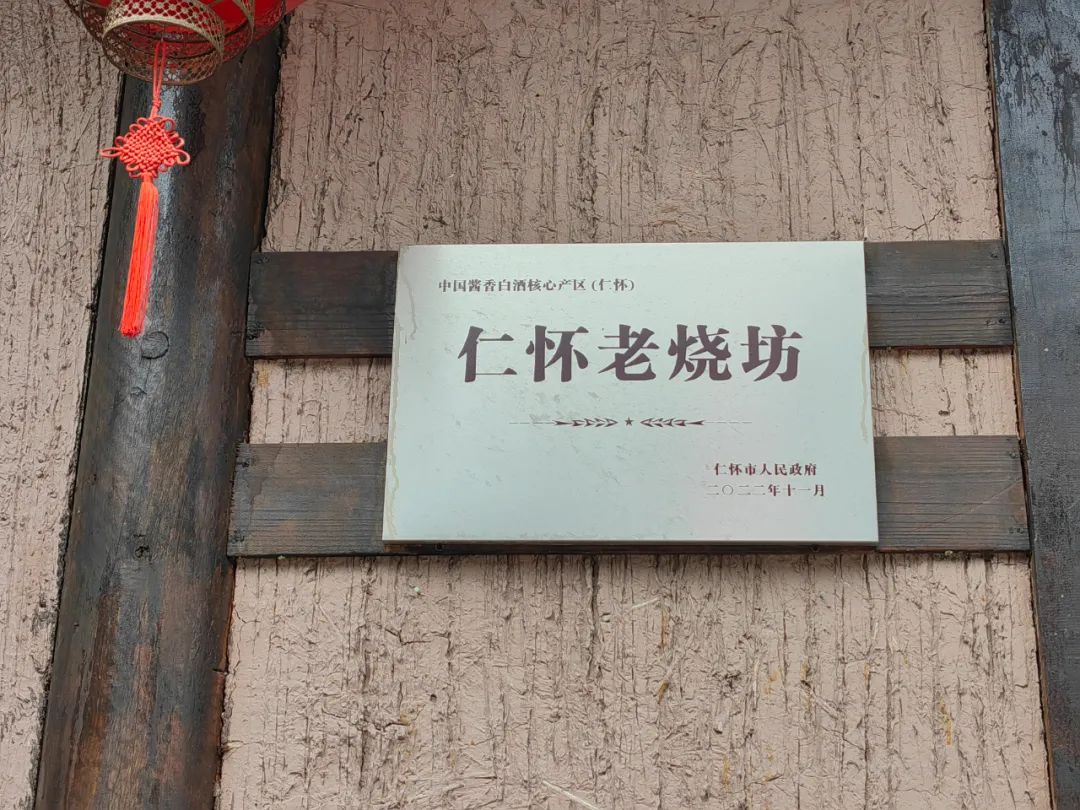 中国酱香白酒核心产区(仁怀)
仁怀老烧坊
仁怀市人民政府
二〇二二年十一月